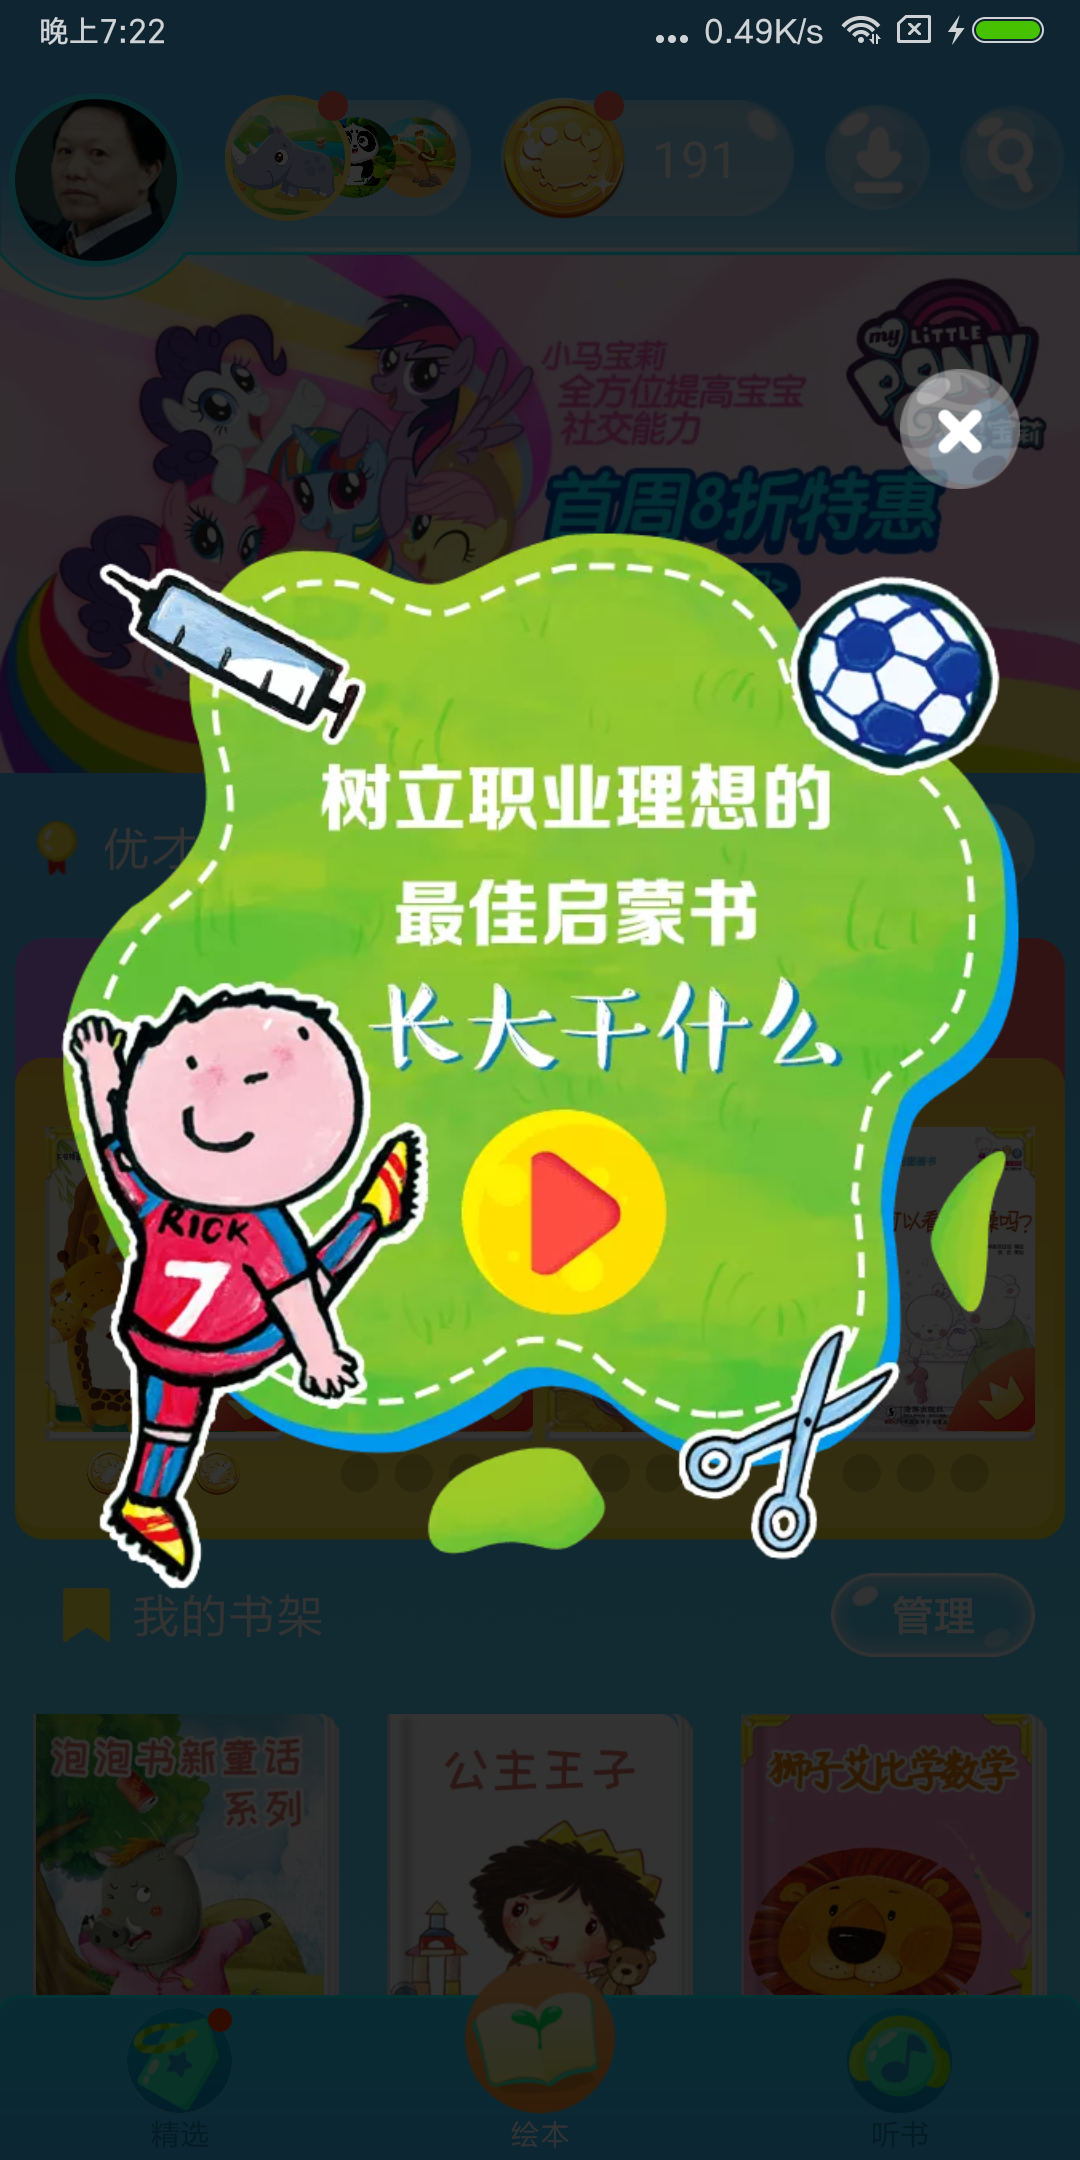 晚上7:22
0.49K/s
191
小马宝莉
全方位提高宝宝
社交能力
my LITTLE
PONY
宝莉
首周8折特惠
优才
树立职业理想的
最佳启蒙书
长大干什么
RICK
7
我的书架
管理
泡泡书新童话
系列
公主王子
狮子艾比学数学
精选
绘本
听书